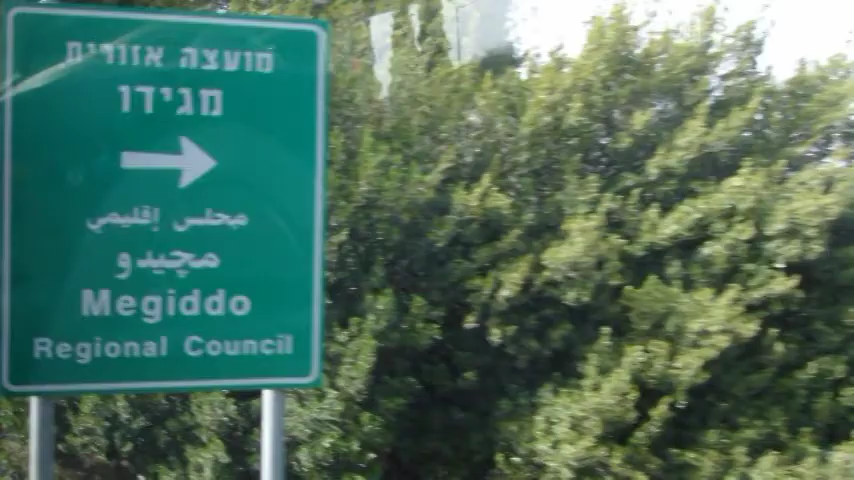 מועצה אזורית
מגידו
مجلس إقليمي
مچيدو
Megiddo
Regional Council